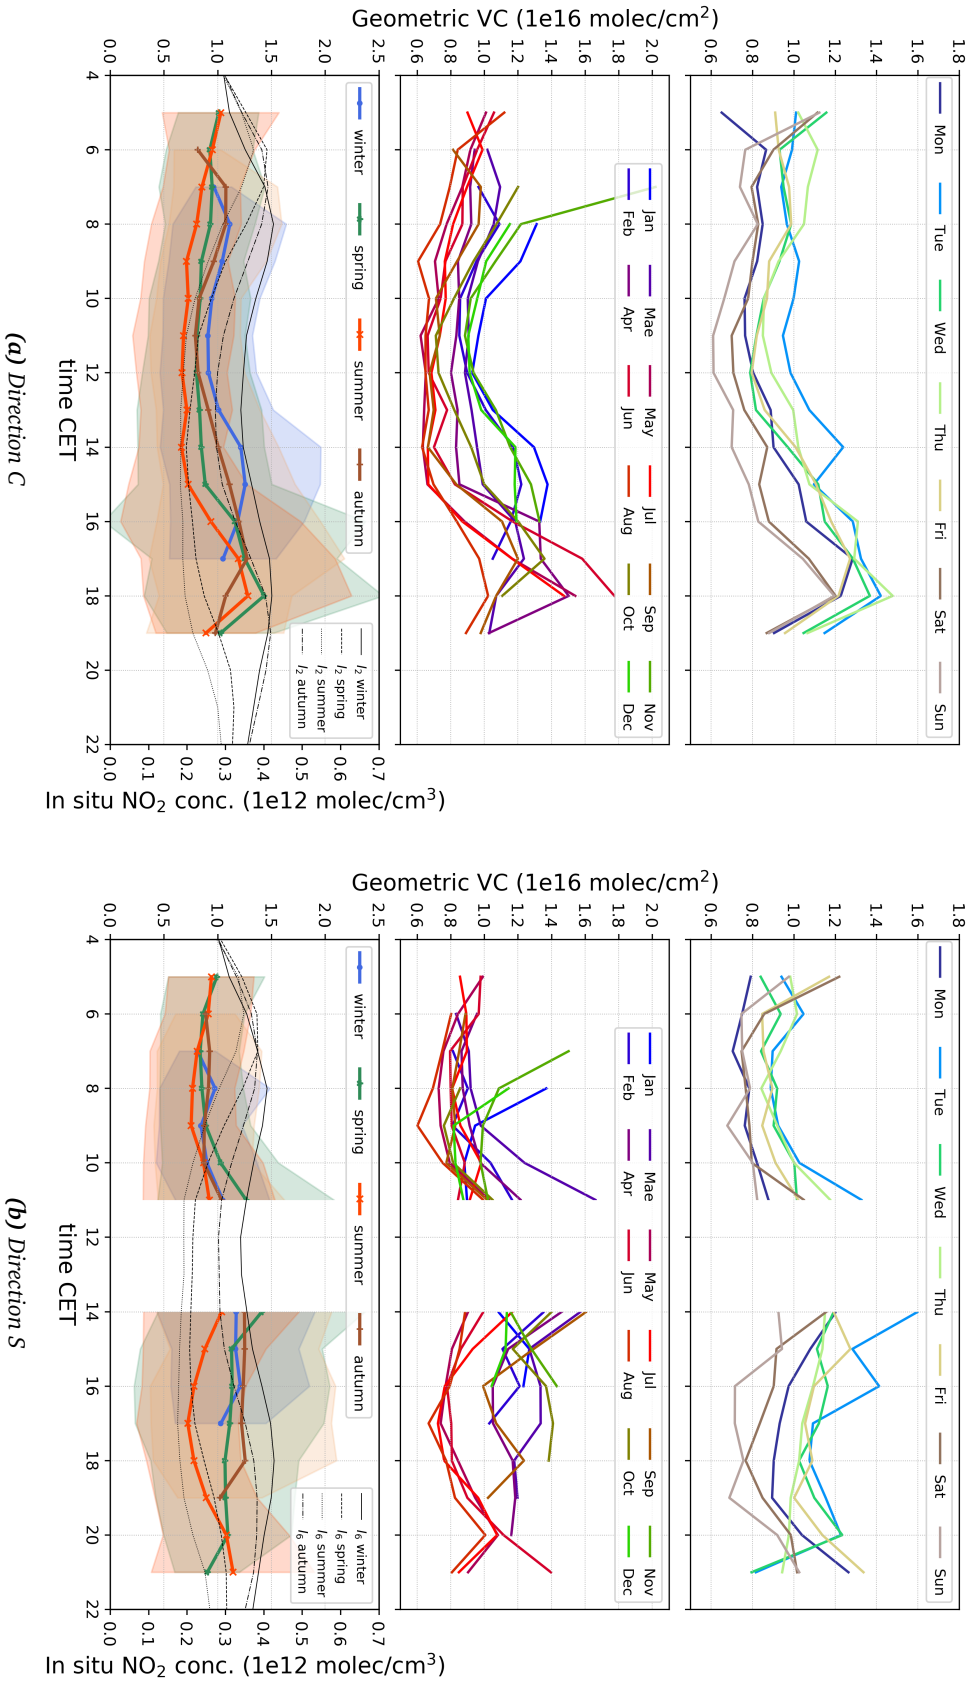 Mon Tue Wed Thu Fri Sat Sun
1.8
1.6
1.4
1.2
1.0
0.8
0.6
Jan Mae May Jul Sep Nov
Feb Apr Jun Aug Oct Dec
2.0
1.8
1.6
1.4
1.2
1.0
0.8
0.6
Geometric VC (1e16 molec/cm²)
winter spring summer autumn
2.5
2.0
1.5
1.0
0.5
0.0
l₂ winter
l₂ spring
l₂ summer
l₂ autumn
0.7
0.6
0.5
0.4
0.3
0.2
0.1
0.0
In situ NO₂ conc. (1e12 molec/cm³)
4 6 8 10 12 14 16 18 20 22
time CET
(a) Direction C
Mon Tue Wed Thu Fri Sat Sun
1.8
1.6
1.4
1.2
1.0
0.8
0.6
Jan Mae May Jul Sep Nov
Feb Apr Jun Aug Oct Dec
2.0
1.8
1.6
1.4
1.2
1.0
0.8
0.6
Geometric VC (1e16 molec/cm²)
winter spring summer autumn
2.5
2.0
1.5
1.0
0.5
0.0
l₆ winter
l₆ spring
l₆ summer
l₆ autumn
0.7
0.6
0.5
0.4
0.3
0.2
0.1
0.0
In situ NO₂ conc. (1e12 molec/cm³)
4 6 8 10 12 14 16 18 20 22
time CET
(b) Direction S